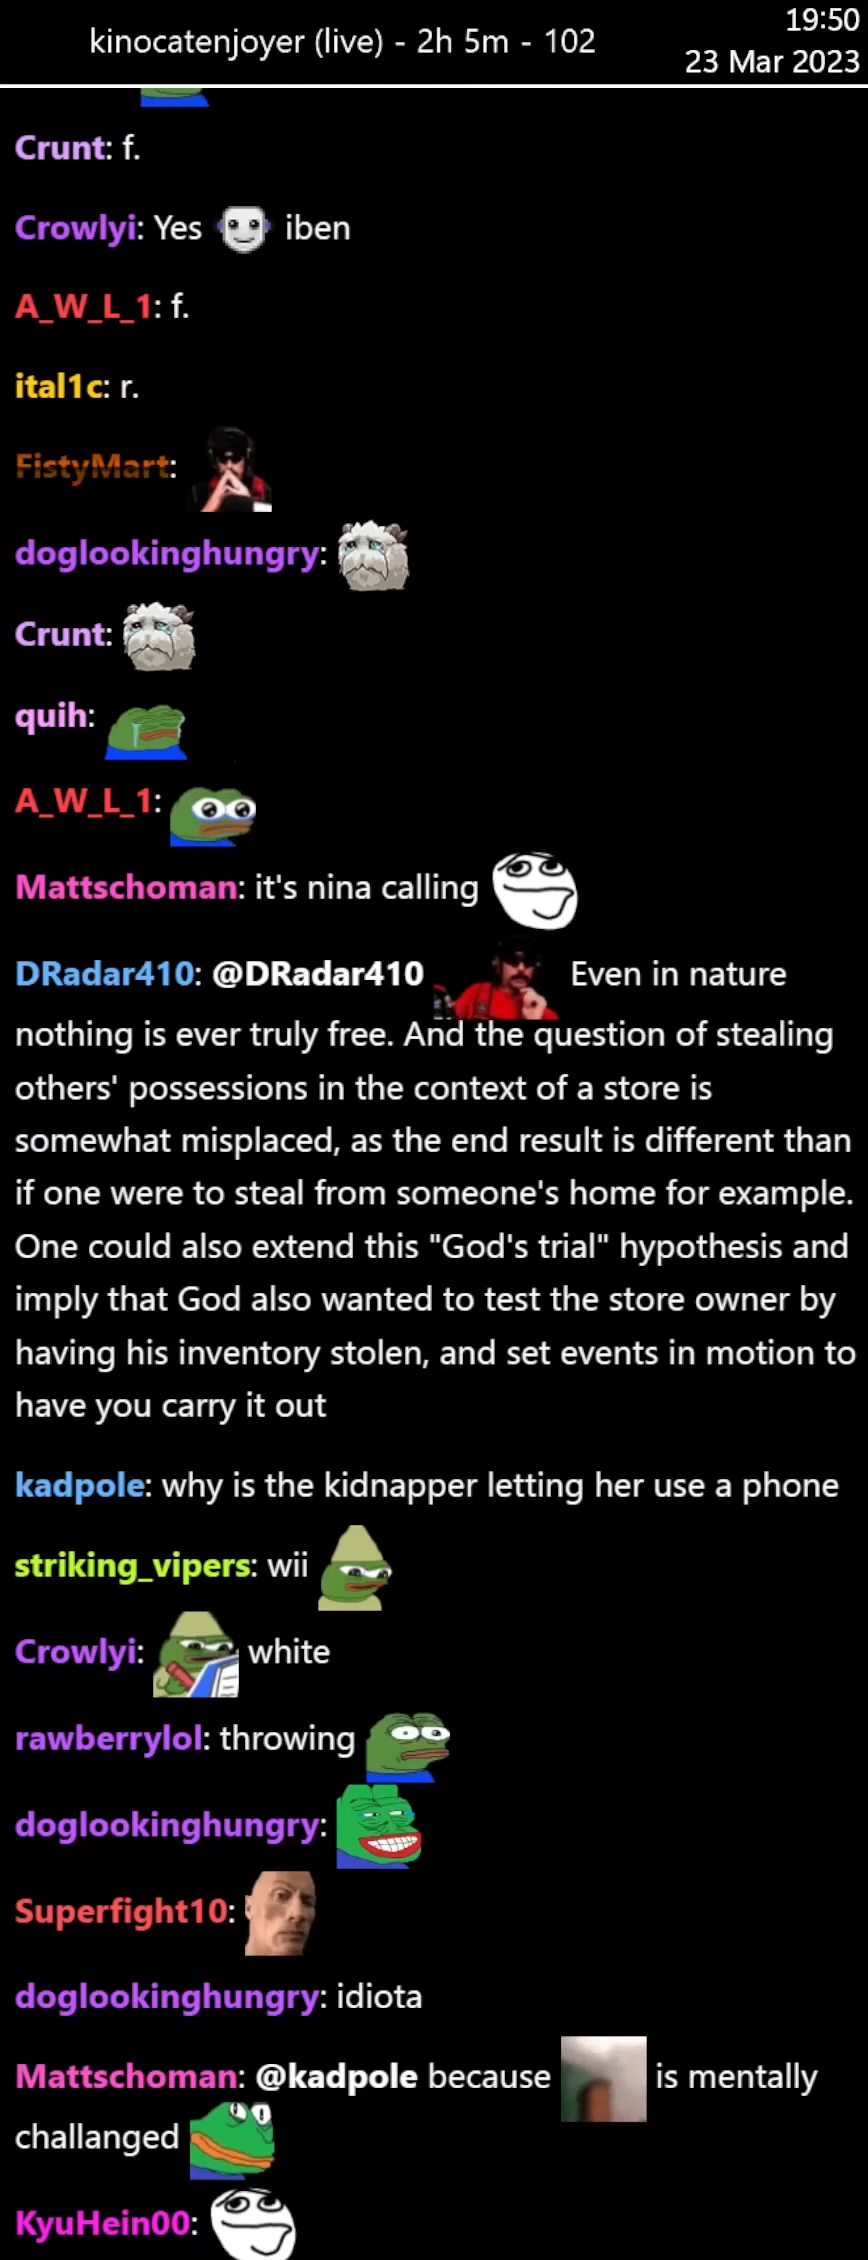 kinocatenjoyer (live) - 2h 5m - 102
19:50
23 Mar 2023
Crunt: f.
Crowlyi: Yes iben
A_W_L_1: f.
ital1c: r.
FistyMart:
doglookinghungry:
Crunt:
quih:
A_W_L_1:
Mattschoman: it's nina calling
DRadar410: @DRadar410 Even in nature
nothing is ever truly free. And the question of stealing
others' possessions in the context of a store is
somewhat misplaced, as the end result is different than
if one were to steal from someone's home for example.
One could also extend this "God's trial" hypothesis and
imply that God also wanted to test the store owner by
having his inventory stolen, and set events in motion to
have you carry it out
kadpole: why is the kidnapper letting her use a phone
striking_vipers: wii
Crowlyi: white
rawberrylol: throwing
doglookinghungry:
Superfight10:
doglookinghungry: idiota
Mattschoman: @kadpole because is mentally
challanged
KyuHein00: